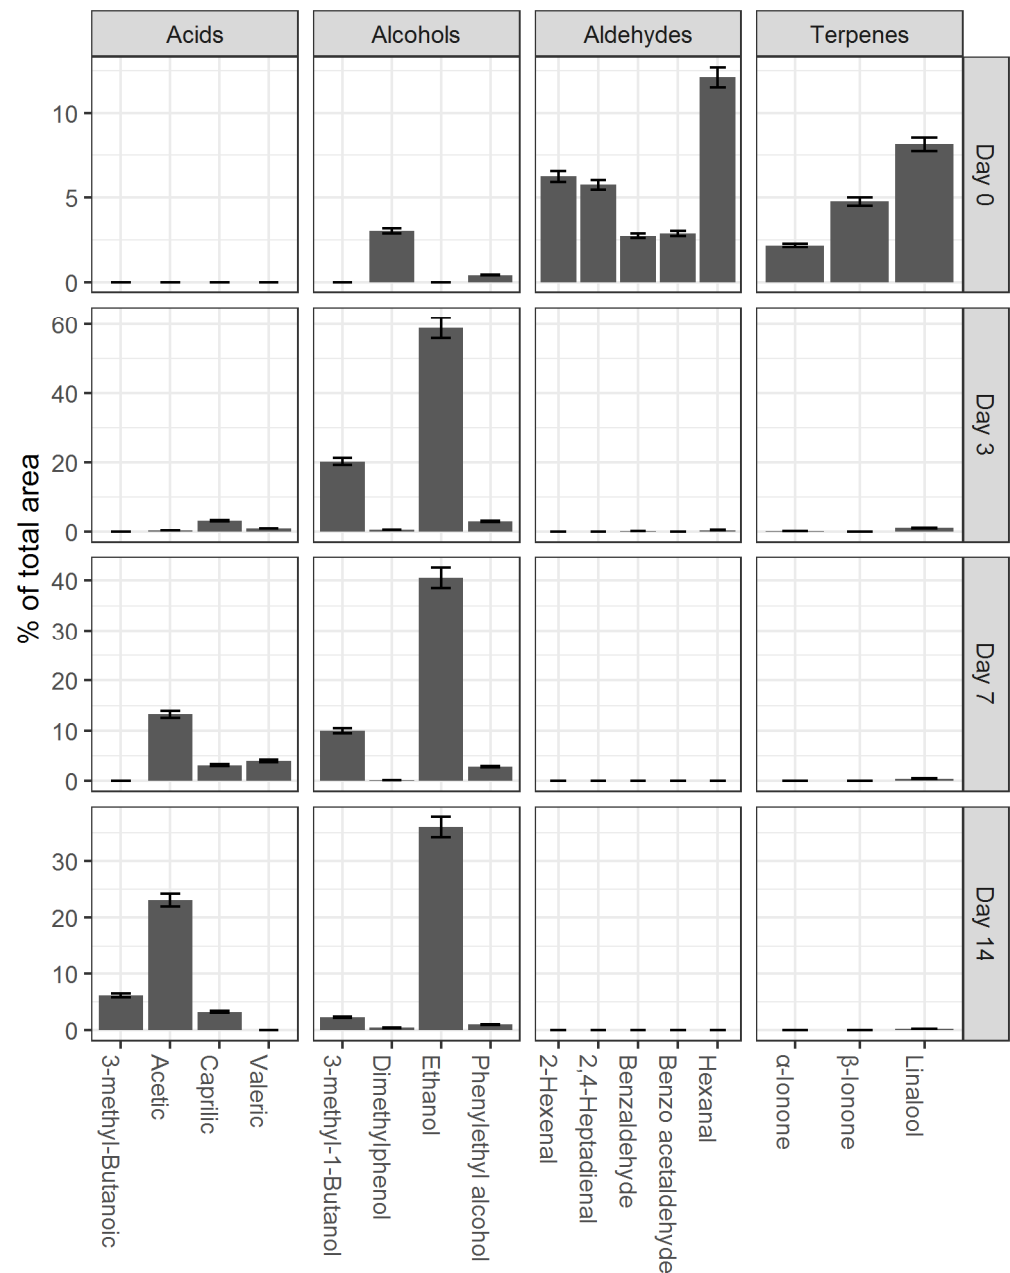 Acids Alcohols Aldehydes Terpenes
% of total area
10
5
0
Day 0
60
40
20
0
Day 3
40
30
20
10
0
Day 7
30
20
10
0
Day 14
3-methyl-Butanoic
Acetic
Caprilic
Valeric
3-methyl-1-Butanol
Dimethylphenol
Ethanol
Phenylethyl alcohol
2-Hexenal
2,4-Heptadienal
Benzaldehyde
Benzo acetaldehyde
Hexanal
α-Ionone
β-Ionone
Linalool